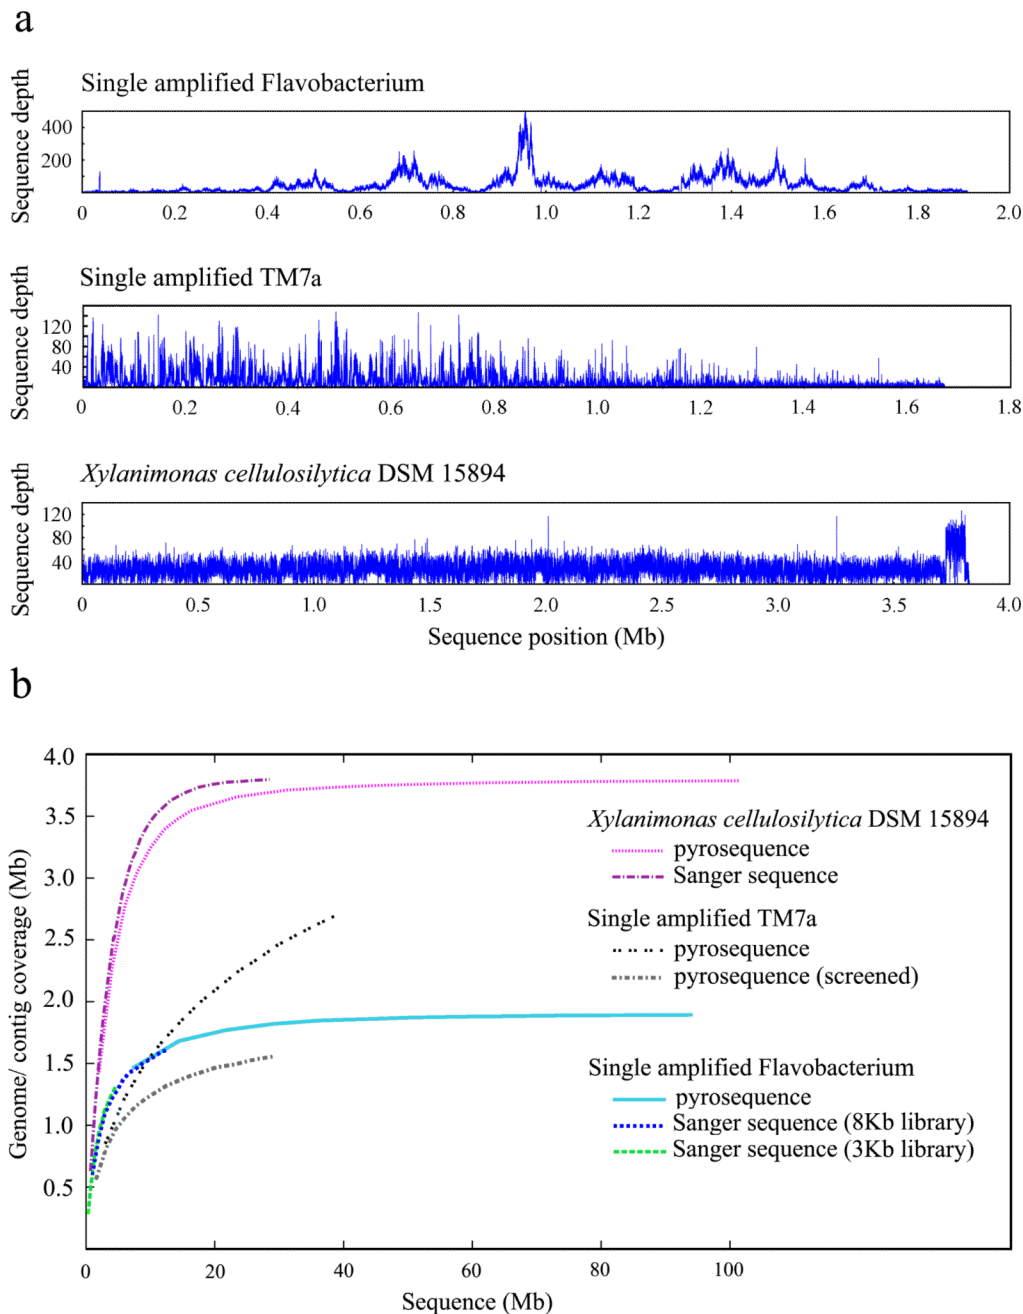 a
Single amplified Flavobacterium
Sequence depth
400
200
0 0.2 0.4 0.6 0.8 1.0 1.2 1.4 1.6 1.8 2.0
Single amplified TM7a
Sequence depth
120
80
40
0 0.2 0.4 0.6 0.8 1.0 1.2 1.4 1.6 1.8
Xylanimonas cellulosilytica DSM 15894
Sequence depth
120
80
40
0 0.5 1.0 1.5 2.0 2.5 3.0 3.5 4.0
Sequence position (Mb)
b
Genome/ contig coverage (Mb)
4.0
3.5
3.0
2.5
2.0
1.5
1.0
0.5
Xylanimonas cellulosilytica DSM 15894
pyrosequence
Sanger sequence
Single amplified TM7a
pyrosequence
pyrosequence (screened)
Single amplified Flavobacterium
pyrosequence
Sanger sequence (8Kb library)
Sanger sequence (3Kb library)
0 20 40 60 80 100
Sequence (Mb)